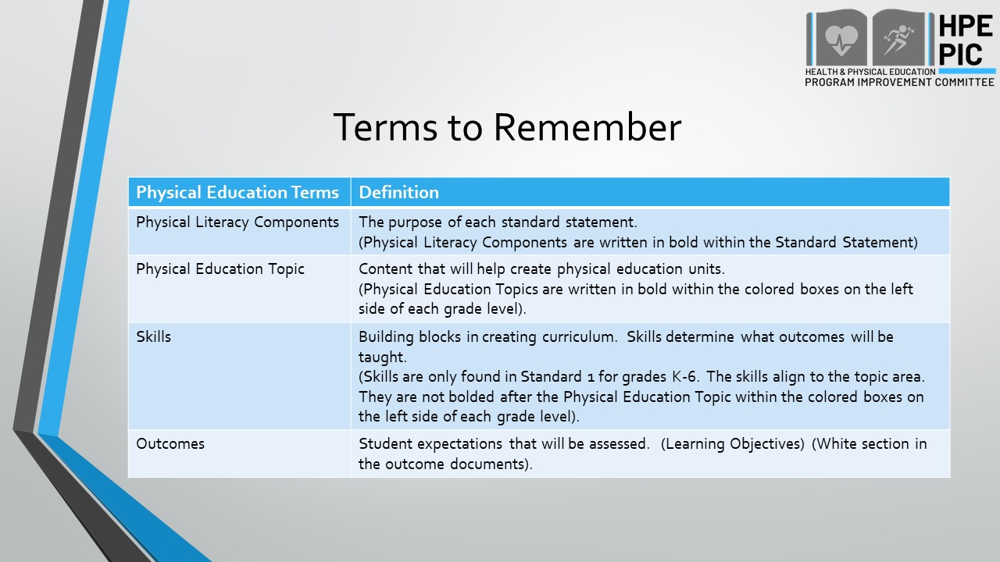 HPE
PIC
HEALTH & PHYSICAL EDUCATION
PROGRAM IMPROVEMENT COMMITTEE
Terms to Remember
Physical Education Terms Definition
Physical Literacy Components The purpose of each standard statement.
(Physical Literacy Components are written in bold within the Standard Statement)
Physical Education Topic Content that will help create physical education units.
(Physical Education Topics are written in bold within the colored boxes on the left
side of each grade level).
Skills Building blocks in creating curriculum. Skills determine what outcomes will be
taught.
(Skills are only found in Standard 1 for grades K-6. The skills align to the topic area.
They are not bolded after the Physical Education Topic within the colored boxes on
the left side of each grade level).
Outcomes Student expectations that will be assessed. (Learning Objectives) (White section in
the outcome documents).